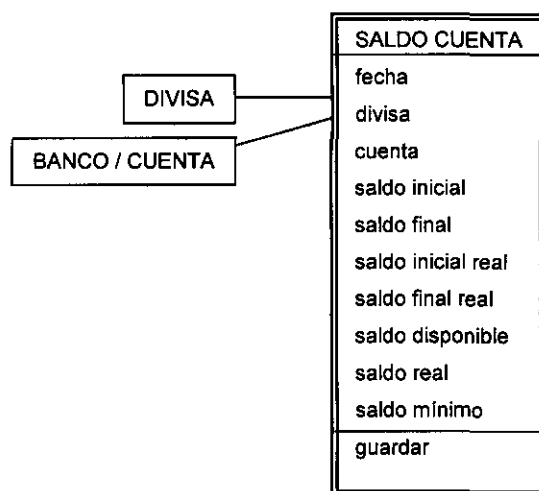 SALDO CUENTA
fecha
DIVISA
divisa
BANCO / CUENTA
cuenta
saldo inicial
saldo final
saldo inicial real
saldo final real
saldo disponible
saldo real
saldo mínimo
guardar